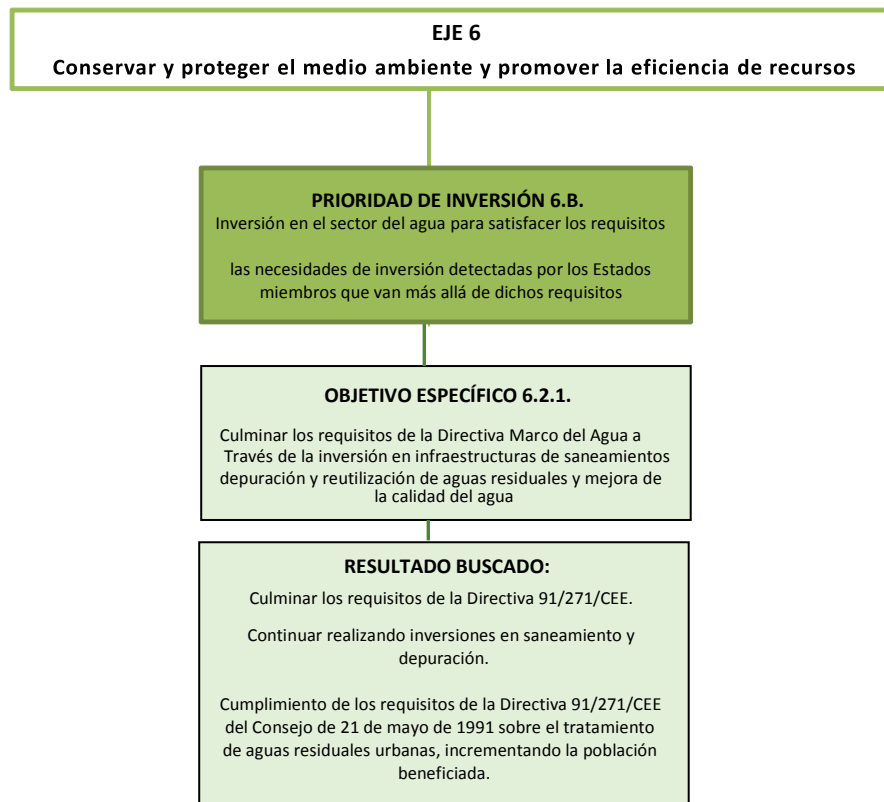 EJE 6
Conservar y proteger el medio ambiente y promover la eficiencia de recursos
PRIORIDAD DE INVERSIÓN 6.B.
Inversión en el sector del agua para satisfacer los requisitos
las necesidades de inversión detectadas por los Estados
miembros que van más allá de dichos requisitos
OBJETIVO ESPECÍFICO 6.2.1.
Culminar los requisitos de la Directiva Marco del Agua a
Través de la inversión en infraestructuras de saneamientos
depuración y reutilización de aguas residuales y mejora de
la calidad del agua
RESULTADO BUSCADO:
Culminar los requisitos de la Directiva 91/271/CEE.
Continuar realizando inversiones en saneamiento y
depuración.
Cumplimiento de los requisitos de la Directiva 91/271/CEE
del Consejo de 21 de mayo de 1991 sobre el tratamiento
de aguas residuales urbanas, incrementando la población
beneficiada.